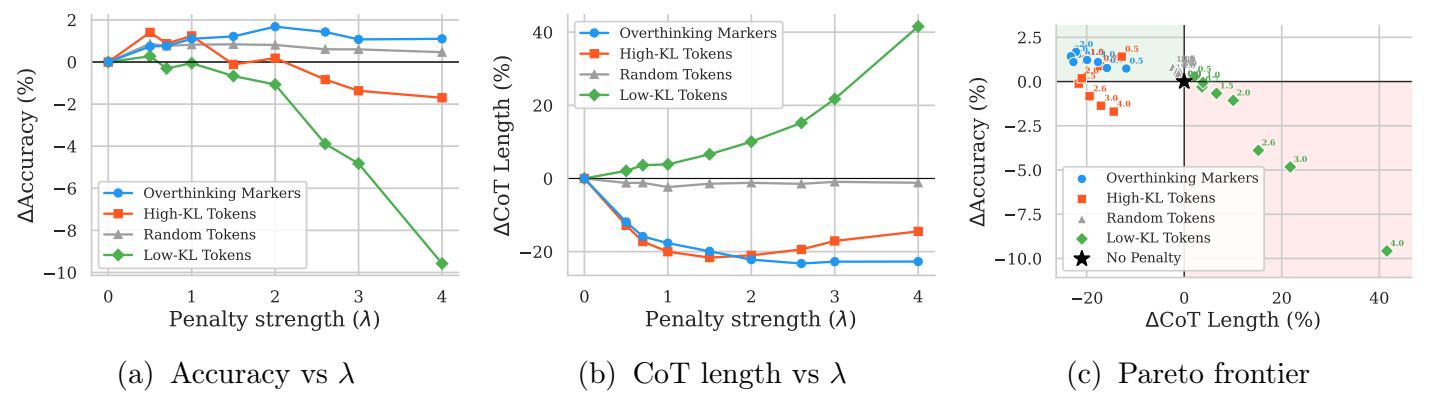 2
0
−2
−4
−6
−8
−10
ΔAccuracy (%)
Overthinking Markers
High-KL Tokens
Random Tokens
Low-KL Tokens
0
1
2
3
4
Penalty strength (λ)
(a) Accuracy vs λ
40
20
0
−20
ΔCoT Length (%)
Overthinking Markers
High-KL Tokens
Random Tokens
Low-KL Tokens
0
1
2
3
4
Penalty strength (λ)
(b) CoT length vs λ
2.5
0.0
−2.5
−5.0
−7.5
−10.0
ΔAccuracy (%)
2.0
0.5
0.5
2.6
3.0
4.0
0.5
1.5
2.0
2.6
3.0
4.0
Overthinking Markers
High-KL Tokens
Random Tokens
Low-KL Tokens
No Penalty
−20
0
20
40
ΔCoT Length (%)
(c) Pareto frontier